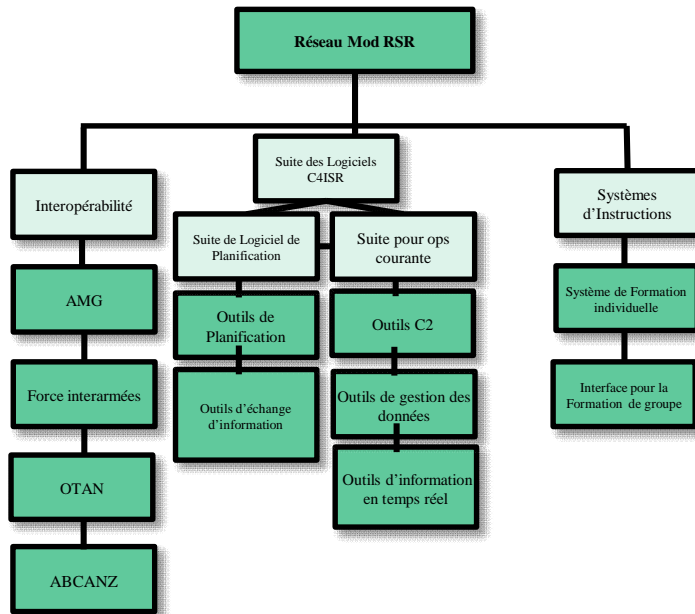 Réseau Mod RSR
Suite des Logiciels
C4ISR
Interopérabilité
Systèmes
d’Instructions
Suite de Logiciel de
Planification
Suite pour ops
courante
AMG
Outils de
Planification
Outils C2
Système de Formation
individuelle
Force interarmées
Outils d’échange
d’information
Outils de gestion des
données
Interface pour la
Formation de groupe
OTAN
Outils d’information
en temps réel
ABCANZ